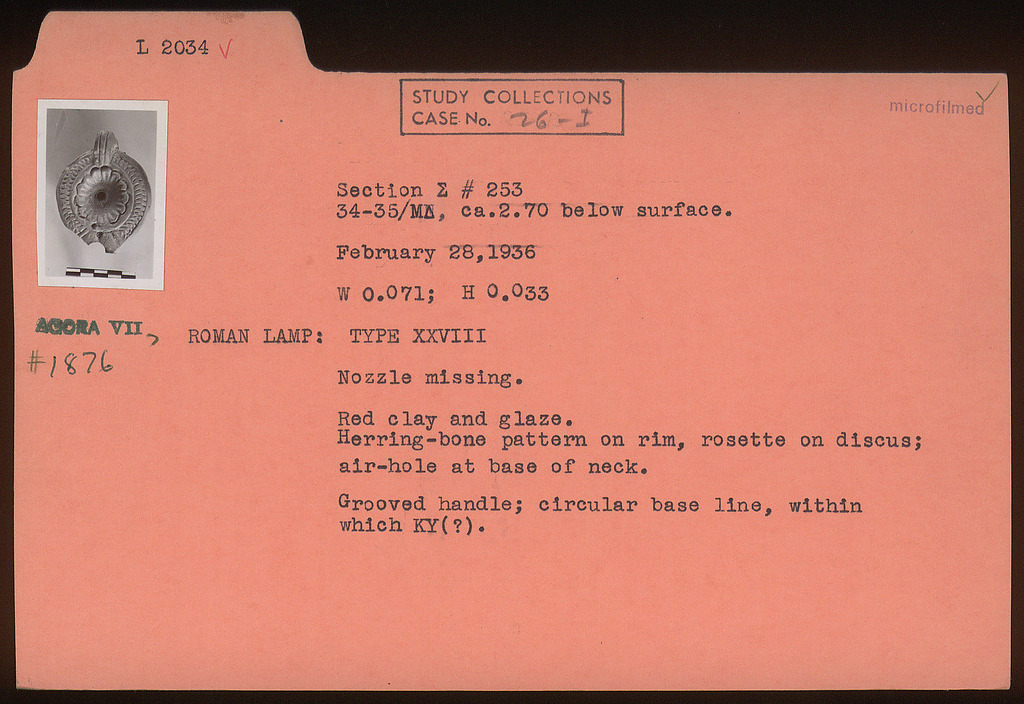 L 2034 ✓
STUDY COLLECTIONS
CASE No. 26-I
microfilmed ✓
Section Σ # 253
34-35/ΜΔ, ca.2.70 below surface.
February 28,1936
W 0.071; H 0.033
AGORA VII,
#1876
ROMAN LAMP: TYPE XXVIII
Nozzle missing.
Red clay and glaze.
Herring-bone pattern on rim, rosette on discus;
air-hole at base of neck.
Grooved handle; circular base line, within
which KY(?).